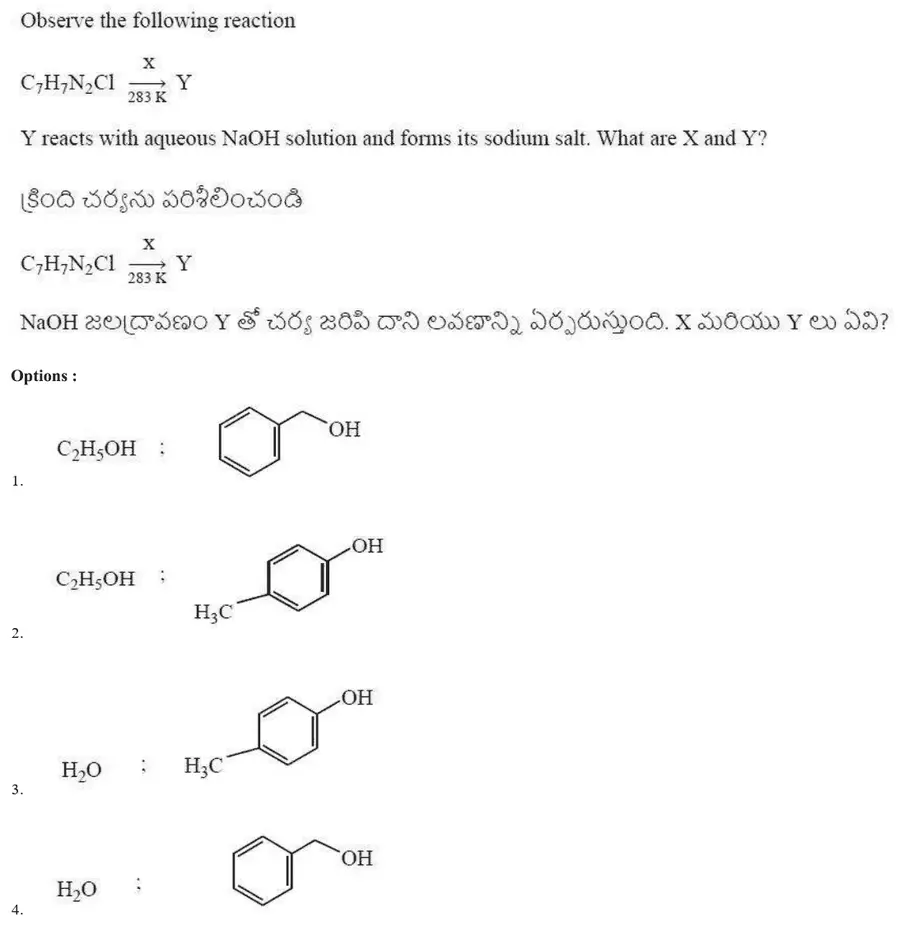 Observe the following reaction
X
C₇H₇N₂Cl ⟶ Y
283 K
Y reacts with aqueous NaOH solution and forms its sodium salt. What are X and Y?
క్రింది చర్యను పరిశీలించండి
X
C₇H₇N₂Cl ⟶ Y
283 K
NaOH జలద్రావణం Y తో చర్య జరిపి దాని లవణాన్ని ఏర్పరుస్తుంది. X మరియు Y లు ఏవి?
Options :
OH
C₂H₅OH ;
1.
OH
C₂H₅OH ;
H₃C
2.
OH
H₂O ; H₃C
3.
OH
H₂O ;
4.